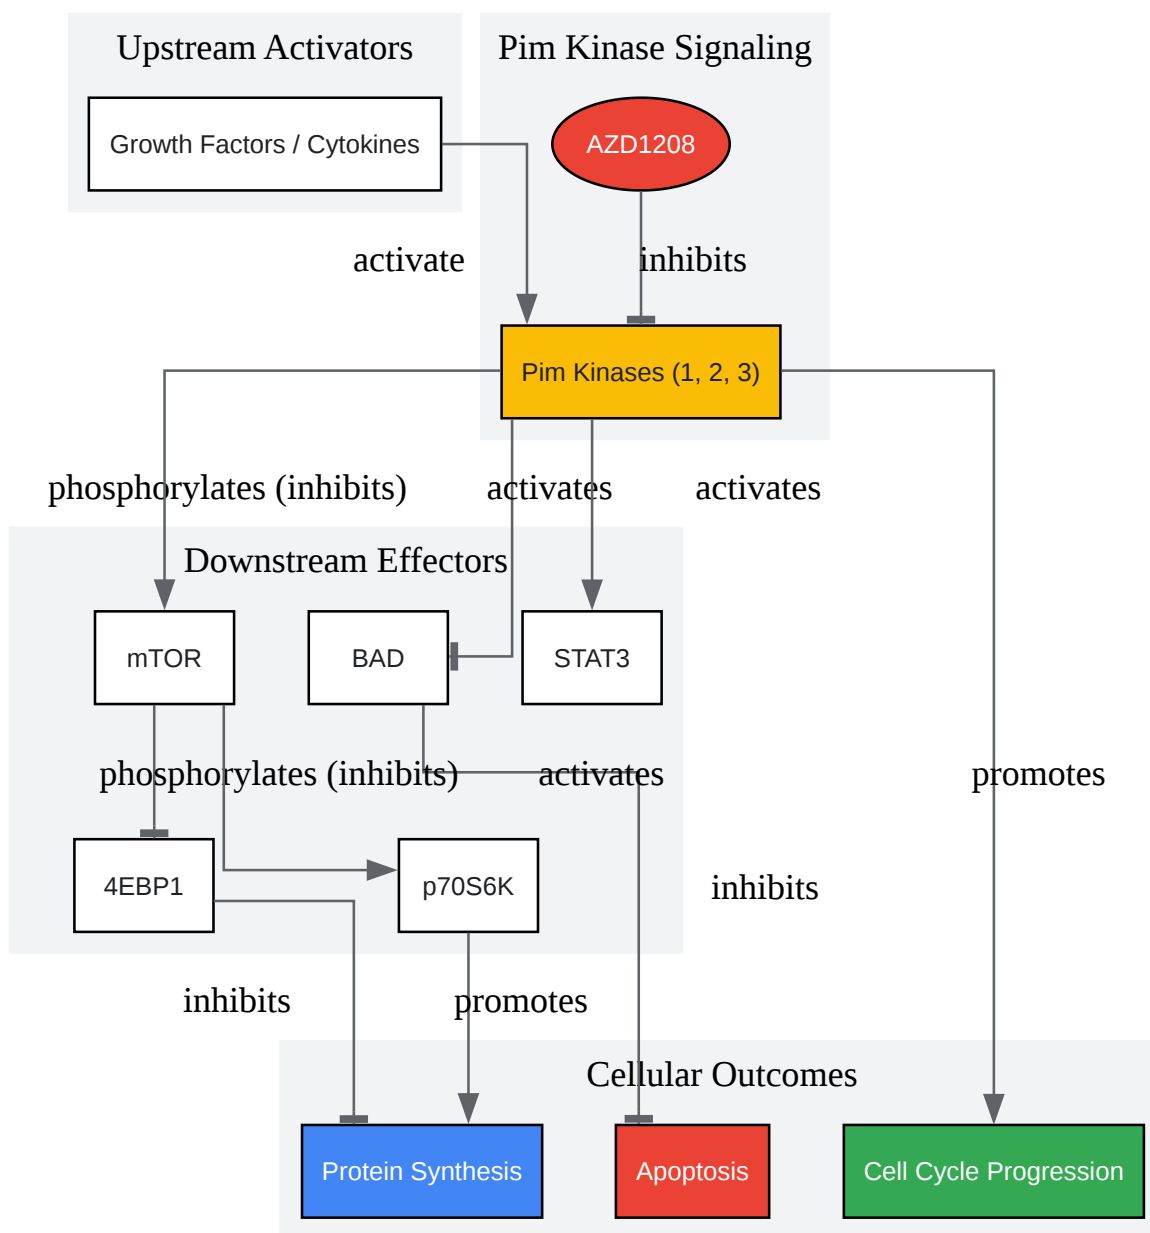 Upstream Activators
Pim Kinase Signaling
Growth Factors / Cytokines
AZD1208
activate
inhibits
Pim Kinases (1, 2, 3)
phosphorylates (inhibits)
activates
activates
Downstream Effectors
mTOR
BAD
STAT3
phosphorylates (inhibits)
activates
promotes
4EBP1
p70S6K
inhibits
inhibits
promotes
Cellular Outcomes
Protein Synthesis
Apoptosis
Cell Cycle Progression